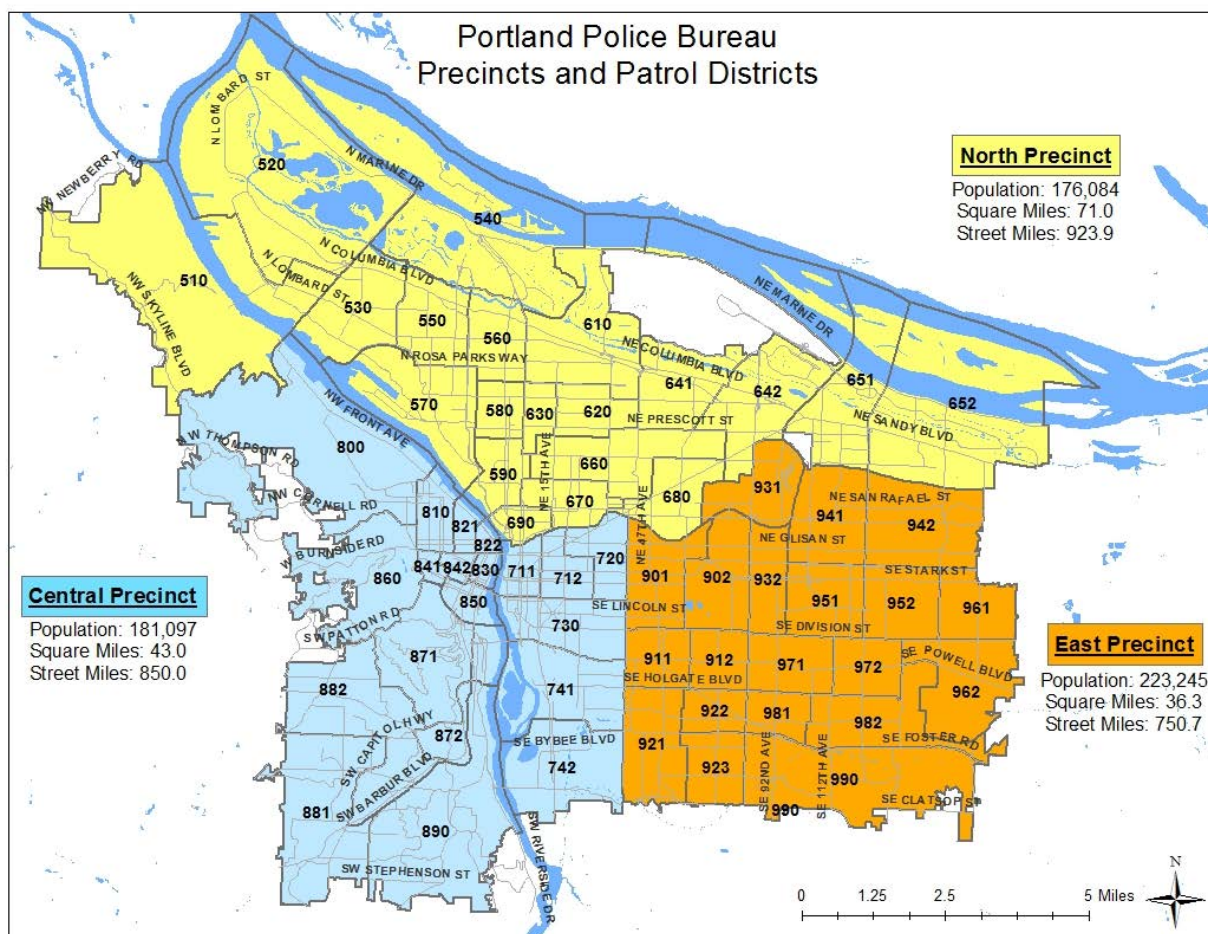 Portland Police Bureau
Precincts and Patrol Districts
North Precinct
Population: 176,084
Square Miles: 71.0
Street Miles: 923.9
Central Precinct
Population: 181,097
Square Miles: 43.0
Street Miles: 850.0
East Precinct
Population: 223,245
Square Miles: 36.3
Street Miles: 750.7
N LOMBARD ST
520
N MARINE DR
NW NEWBERRY RD
540
510
N COLUMBIA BLVD
N LOMBARD ST
NW SKYLINE BLVD
530
550
560
610
NE MARINE DR
NE COLUMBIA BLVD
N ROSA PARKS WAY
641
642
651
652
570
580
630
620
NE PRESCOTT ST
NE SANDY BLVD
NW FRONT AVE
NE 15TH AVE
800
NW THOMPSON RD
590
660
NW CORNELL RD
670
680
931
NE SAN RAFAEL ST
810
821
690
NE 47TH AVE
941
942
822
NE GLISAN ST
W BURNSIDE RD
720
841
842
830
711
712
901
902
932
SE STARK ST
860
850
SE LINCOLN ST
951
952
961
SW PATTON RD
730
SE DIVISION ST
871
911
912
971
972
SE POWELL BLVD
SE HOLGATE BLVD
882
741
922
981
982
962
SW CAPITOL HWY
872
SE BYBEE BLVD
921
SE FOSTER RD
742
923
SE 92ND AVE
SE 112TH AVE
990
SW BARBUR BLVD
881
890
990
SE CLATSOP ST
SW STEPHENSON ST
SW RIVERSIDE DR
N
0 1.25 2.5 5 Miles